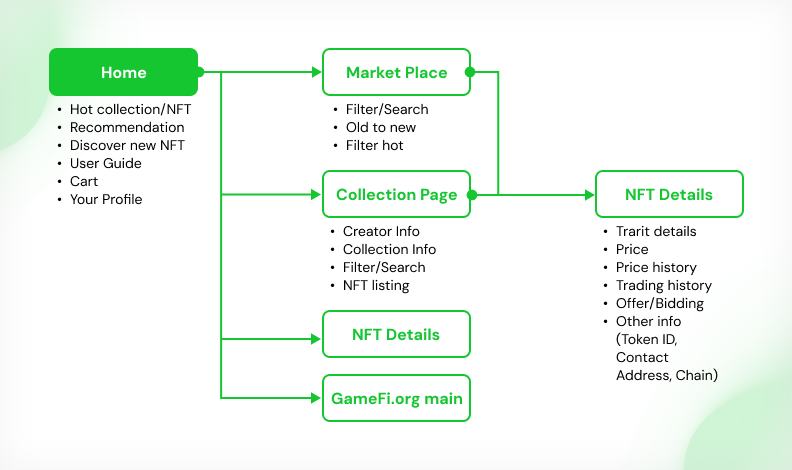 Home
• Hot collection/NFT
• Recommendation
• Discover new NFT
• User Guide
• Cart
• Your Profile
Market Place
• Filter/Search
• Old to new
• Filter hot
Collection Page
• Creator Info
• Collection Info
• Filter/Search
• NFT listing
NFT Details
GameFi.org main
NFT Details
• Trarit details
• Price
• Price history
• Trading history
• Offer/Bidding
• Other info
(Token ID,
Contact
Address, Chain)